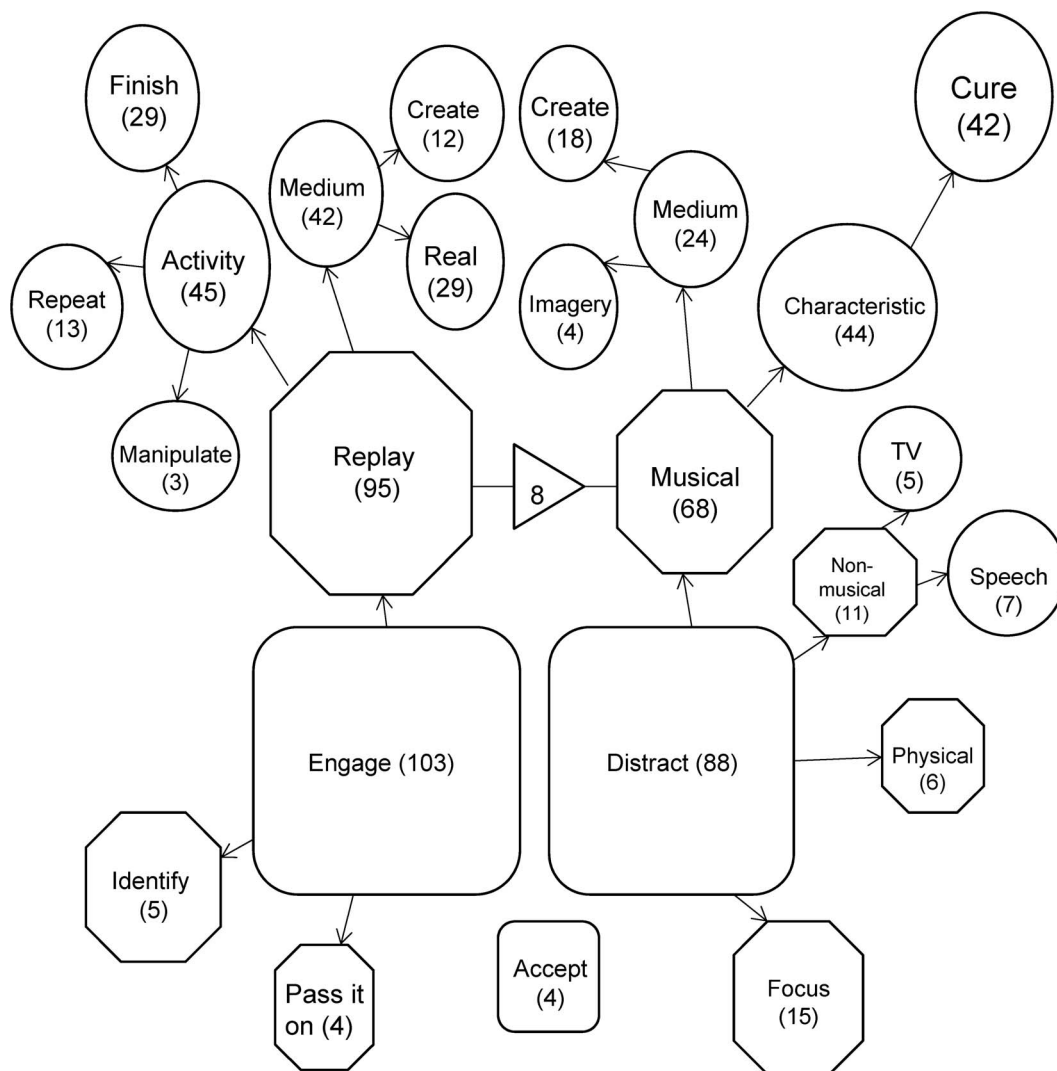 Finish
(29)
Create
(12)
Create
(18)
Cure
(42)
Medium
(42)
Medium
(24)
Activity
(45)
Real
(29)
Repeat
(13)
Imagery
(4)
Characteristic
(44)
Manipulate
(3)
Replay
(95)
8
Musical
(68)
TV
(5)
Non-
musical
(11)
Speech
(7)
Engage (103)
Distract (88)
Physical
(6)
Identify
(5)
Pass it
on (4)
Accept
(4)
Focus
(15)